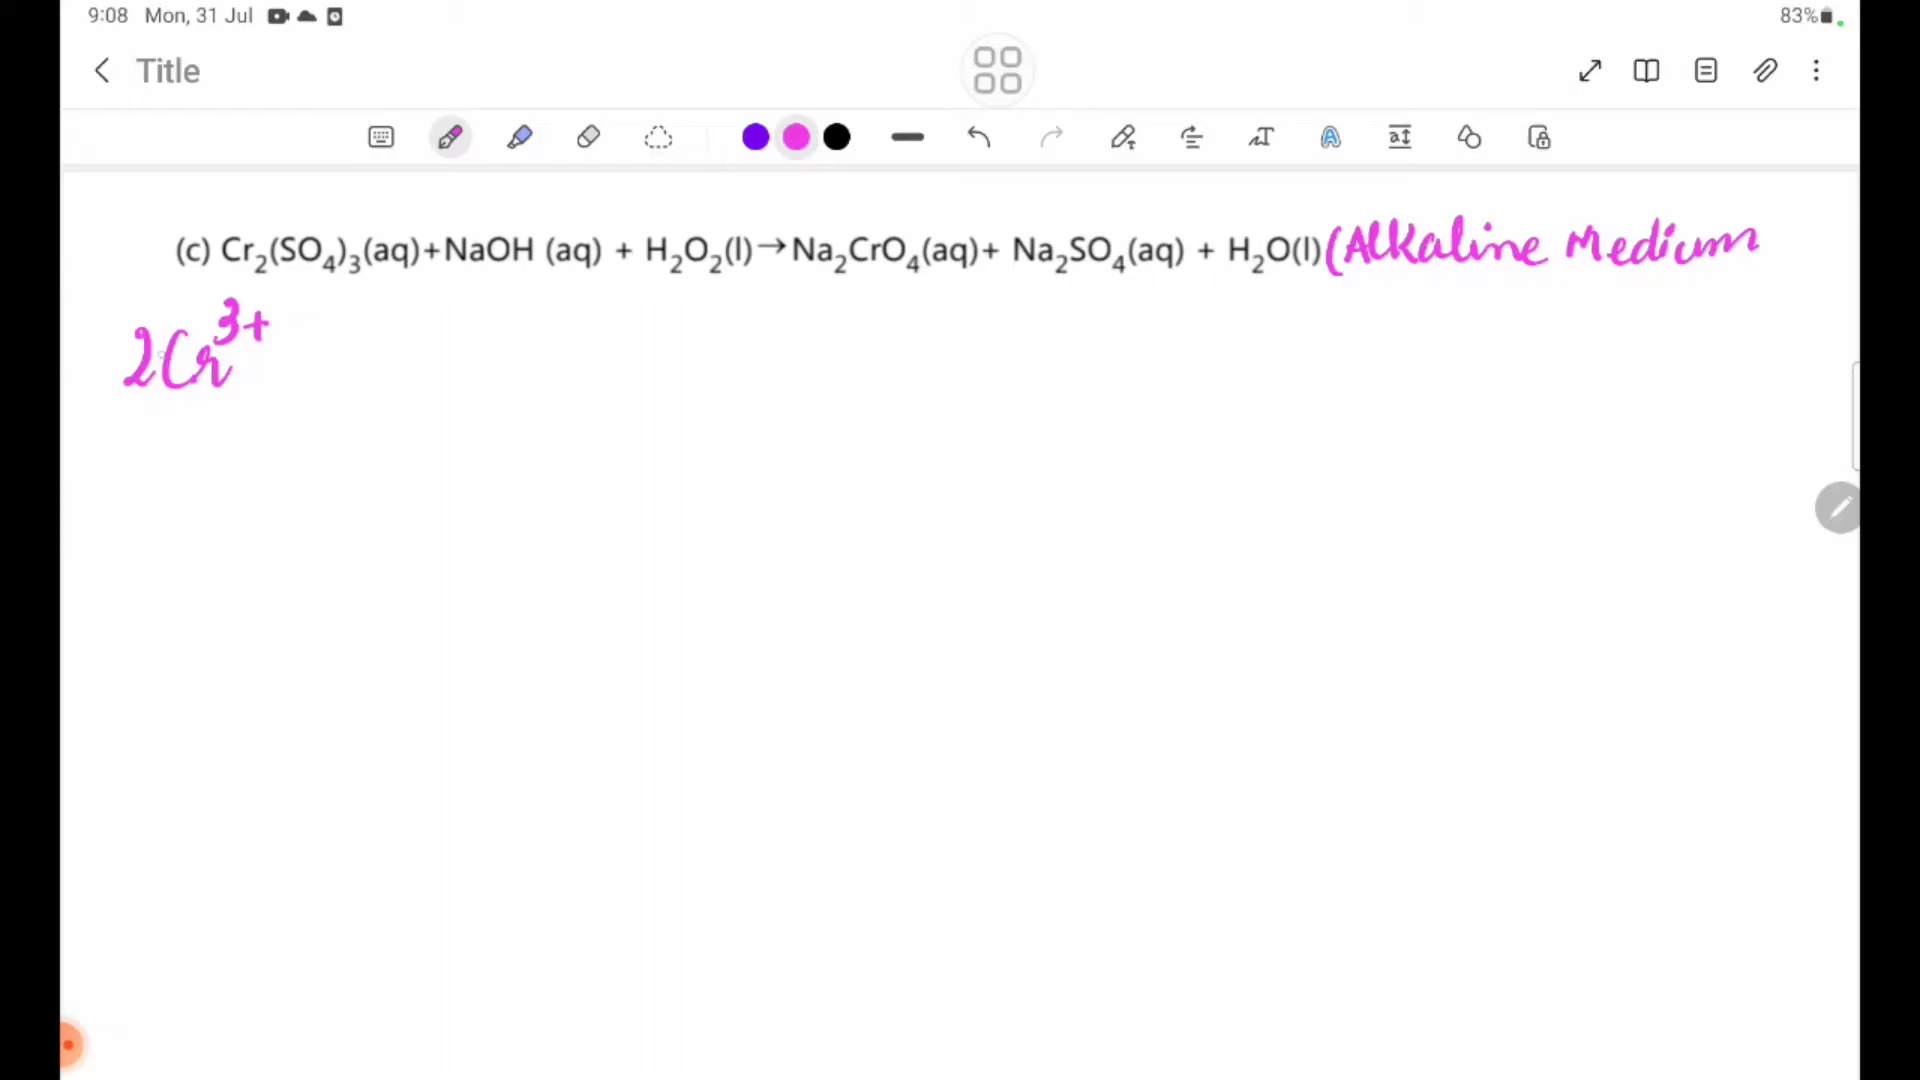 9:08 Mon, 31 Jul
83%
Title
(c) Cr₂(SO₄)₃(aq)+NaOH (aq) + H₂O₂(l)→Na₂CrO₄(aq)+ Na₂SO₄(aq) + H₂O(l) (Alkaline Medium
2Cr³⁺